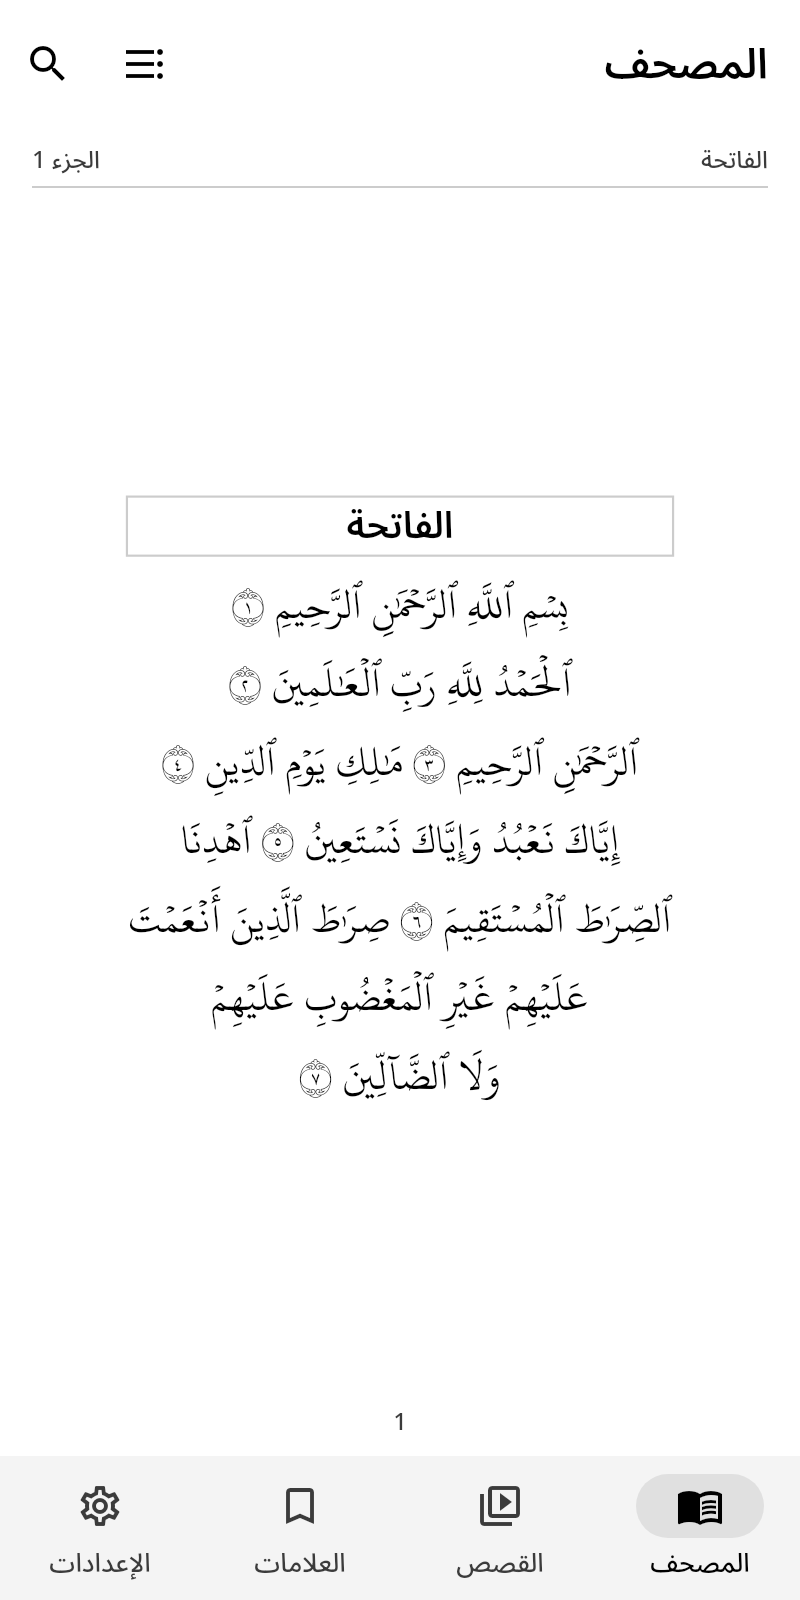 المصحف
الفاتحة
الجزء 1
الفاتحة
بِسۡمِ ٱللَّهِ ٱلرَّحۡمَٰنِ ٱلرَّحِيمِ ١
ٱلۡحَمۡدُ لِلَّهِ رَبِّ ٱلۡعَٰلَمِينَ ٢
ٱلرَّحۡمَٰنِ ٱلرَّحِيمِ ٣ مَٰلِكِ يَوۡمِ ٱلدِّينِ ٤
إِيَّاكَ نَعۡبُدُ وَإِيَّاكَ نَسۡتَعِينُ ٥ ٱهۡدِنَا
ٱلصِّرَٰطَ ٱلۡمُسۡتَقِيمَ ٦ صِرَٰطَ ٱلَّذِينَ أَنۡعَمۡتَ
عَلَيۡهِمۡ غَيۡرِ ٱلۡمَغۡضُوبِ عَلَيۡهِمۡ
وَلَا ٱلضَّآلِّينَ ٧
1
المصحف
القصص
العلامات
الإعدادات